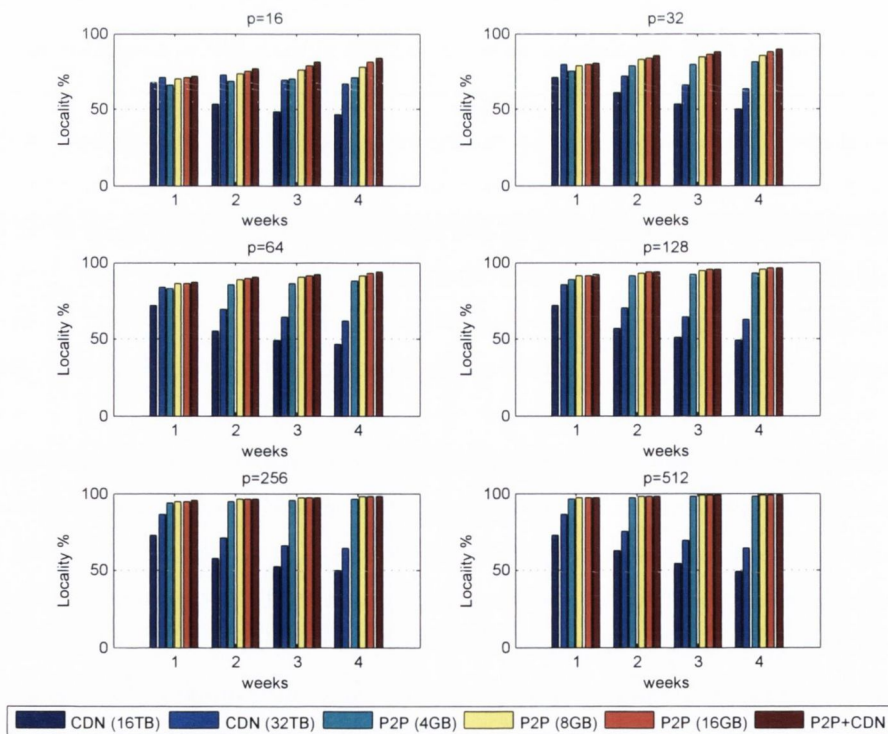 p=16
100
50
0
Locality %
1 2 3 4
weeks
p=32
100
50
0
Locality %
1 2 3 4
weeks
p=64
100
50
0
Locality %
1 2 3 4
weeks
p=128
100
50
0
Locality %
1 2 3 4
weeks
p=256
100
50
0
Locality %
1 2 3 4
weeks
p=512
100
50
0
Locality %
1 2 3 4
weeks
CDN (16TB) CDN (32TB) P2P (4GB) P2P (8GB) P2P (16GB) P2P+CDN